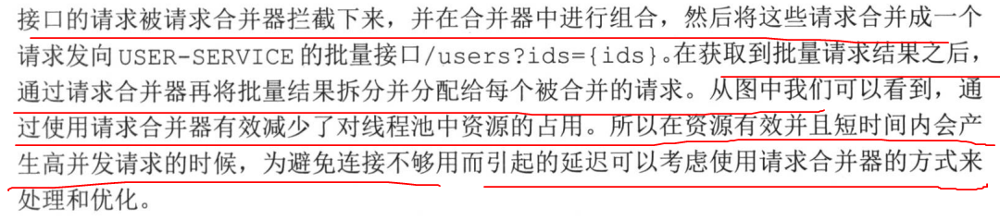 接口的请求被请求合并器拦截下来，并在合并器中进行组合，然后将这些请求合并成一个
请求发向 USER-SERVICE 的批量接口/users?ids={ids}。在获取到批量请求结果之后，
通过请求合并器再将批量结果拆分并分配给每个被合并的请求。从图中我们可以看到，通
过使用请求合并器有效减少了对线程池中资源的占用。所以在资源有效并且短时间内会产
生高并发请求的时候，为避免连接不够用而引起的延迟可以考虑使用请求合并器的方式来
处理和优化。